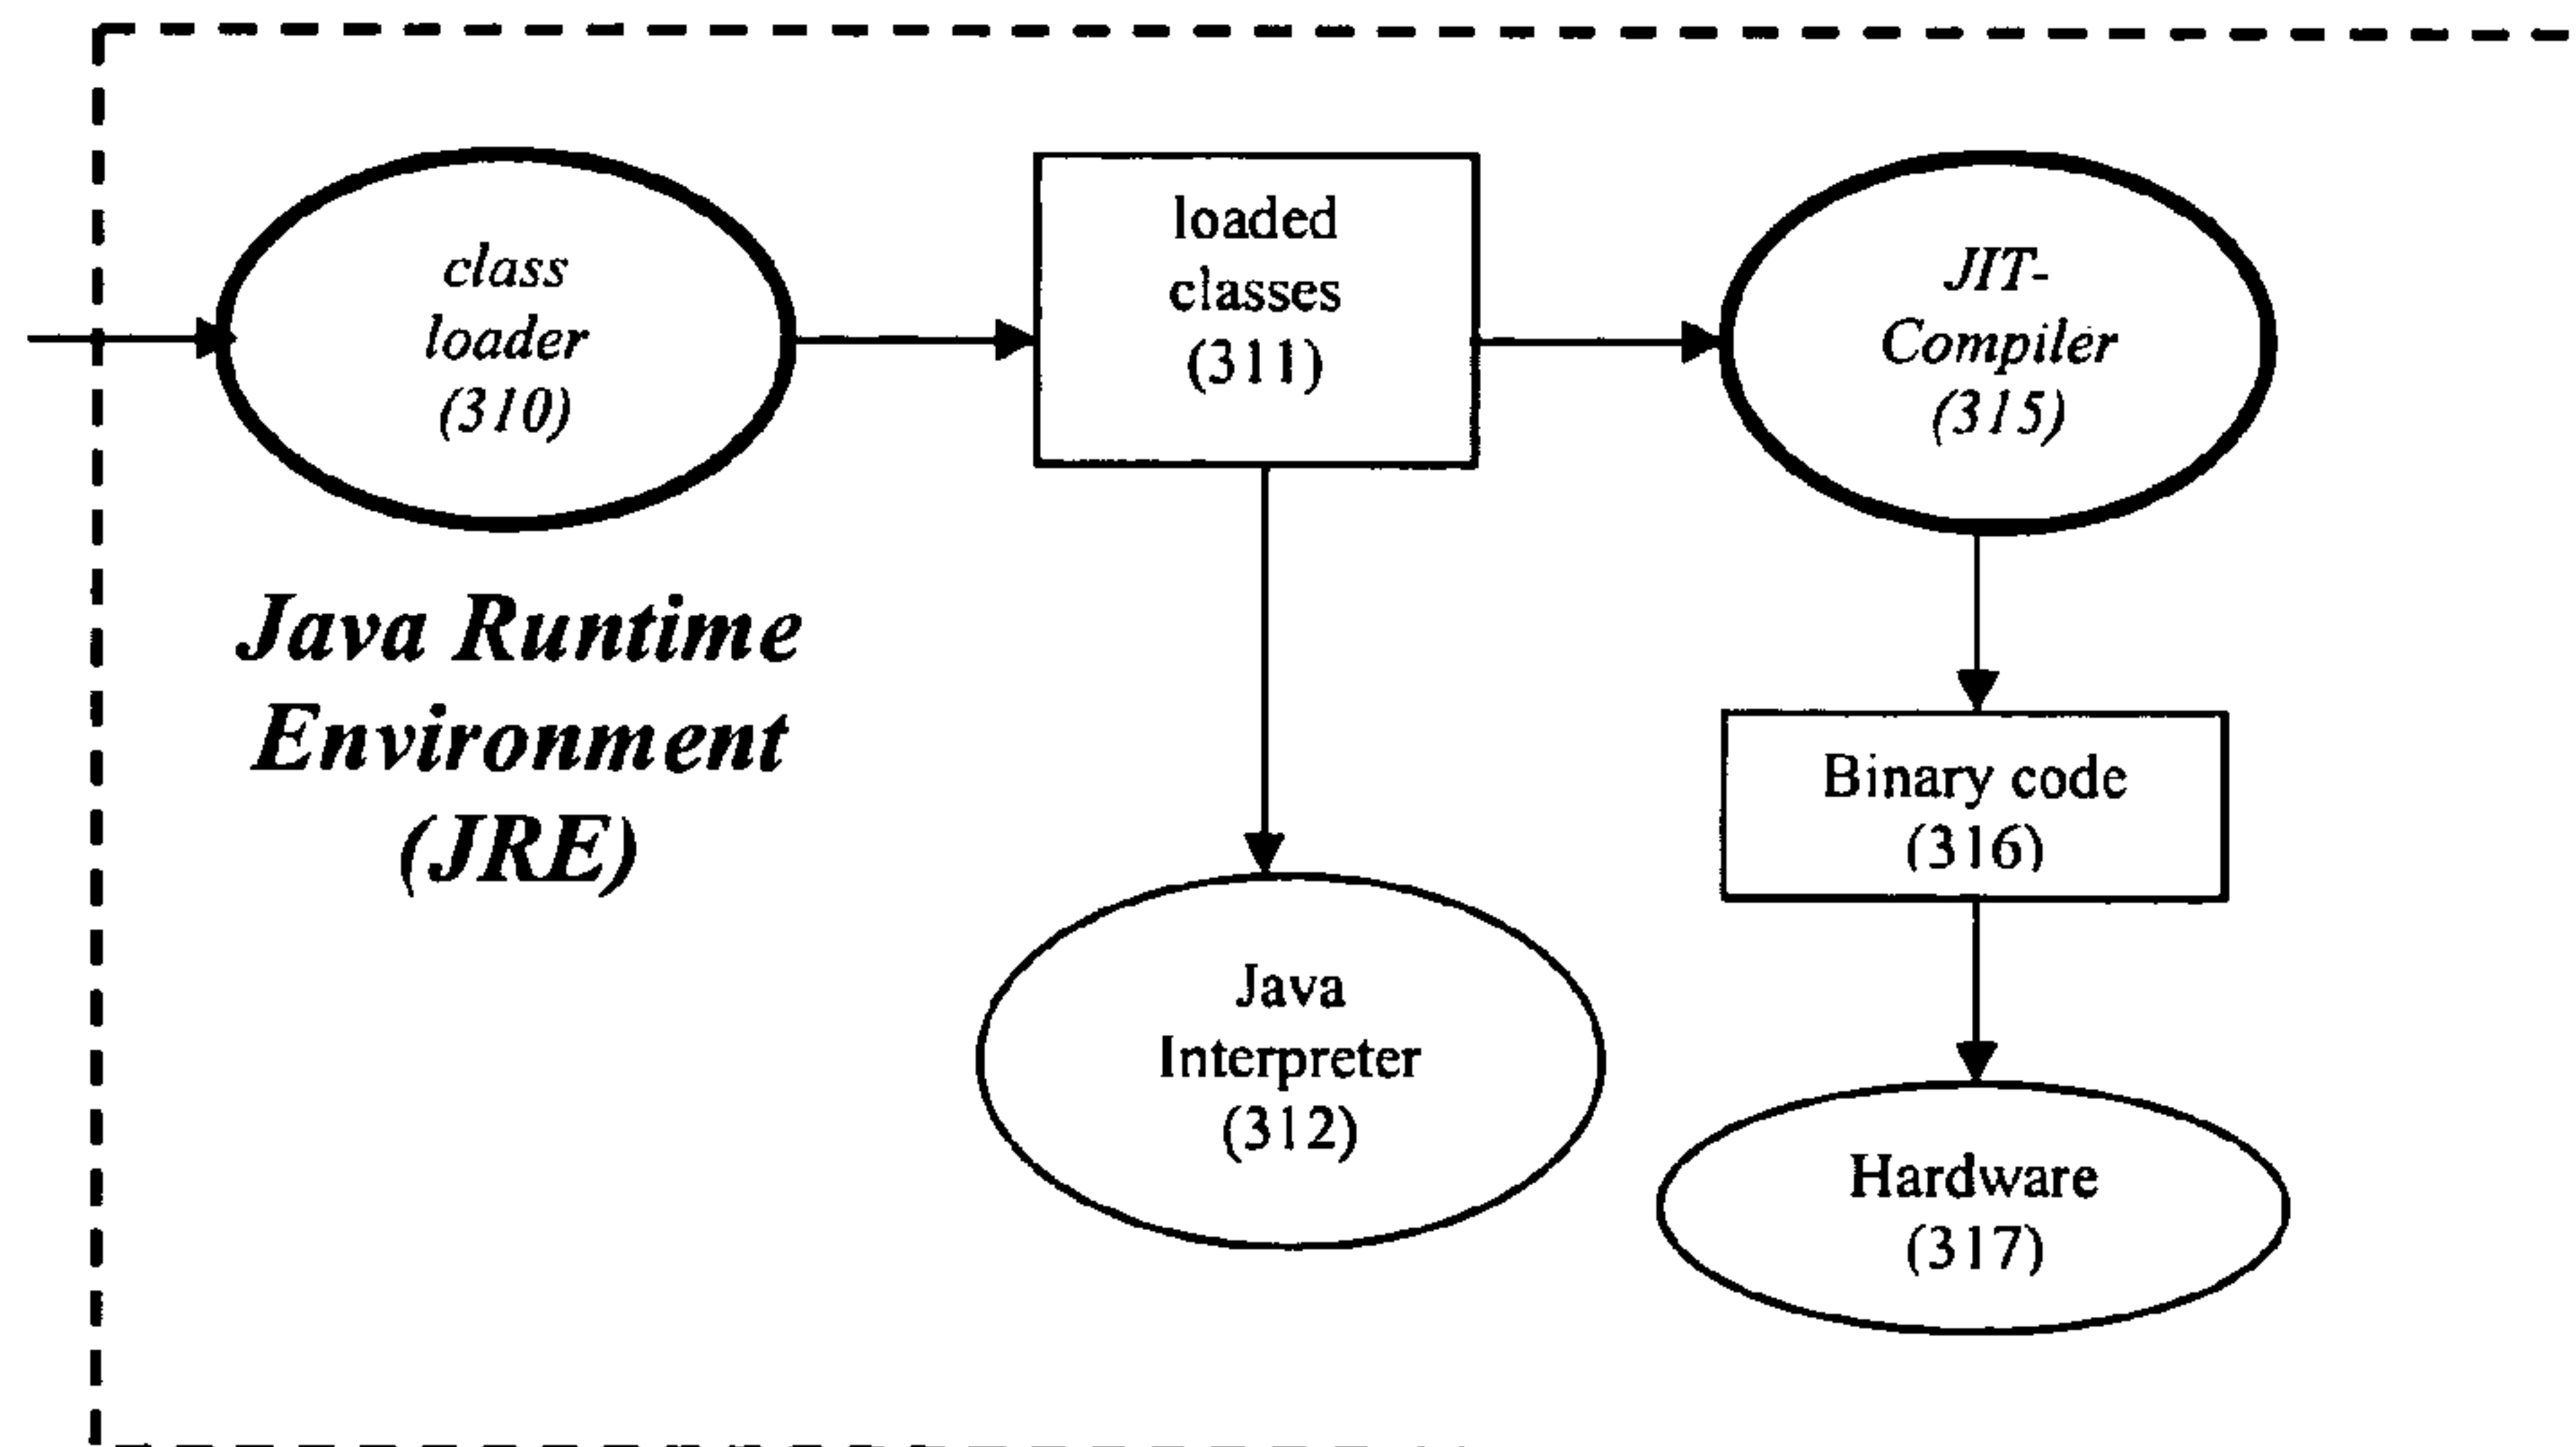 class
loader
(310)
loaded
classes
(311)
JIT-
Compiler
(315)
Java Runtime
Environment
(JRE)
Binary code
(316)
Java
Interpreter
(312)
Hardware
(317)